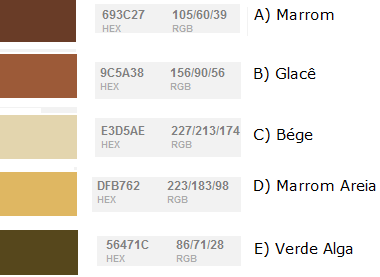 693C27 105/60/39 A) Marrom
HEX RGB
9C5A38 156/90/56 B) Glacê
HEX RGB
E3D5AE 227/213/174 C) Bége
HEX RGB
DFB762 223/183/98 D) Marrom Areia
HEX RGB
56471C 86/71/28 E) Verde Alga
HEX RGB